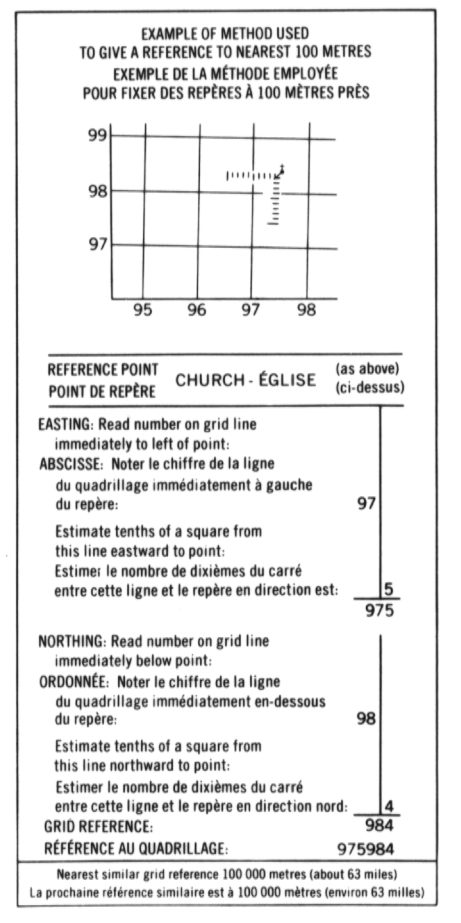 EXAMPLE OF METHOD USED
TO GIVE A REFERENCE TO NEAREST 100 METRES
EXEMPLE DE LA MÉTHODE EMPLOYÉE
POUR FIXER DES REPÈRES À 100 MÈTRES PRÈS
99
98
97
95 96 97 98
REFERENCE POINT
POINT DE REPÈRE
CHURCH - ÉGLISE
(as above)
(ci-dessus)
EASTING: Read number on grid line
immediately to left of point:
ABSCISSE: Noter le chiffre de la ligne
du quadrillage immédiatement à gauche
du repère: 97
Estimate tenths of a square from
this line eastward to point:
Estimer le nombre de dixièmes du carré
entre cette ligne et le repère en direction est: 5
975
NORTHING: Read number on grid line
immediately below point:
ORDONNÉE: Noter le chiffre de la ligne
du quadrillage immédiatement en-dessous
du repère: 98
Estimate tenths of a square from
this line northward to point:
Estimer le nombre de dixièmes du carré
entre cette ligne et le repère en direction nord: 4
GRID REFERENCE: 984
RÉFÉRENCE AU QUADRILLAGE: 975984
Nearest similar grid reference 100 000 metres (about 63 miles)
La prochaine référence similaire est à 100 000 mètres (environ 63 milles)